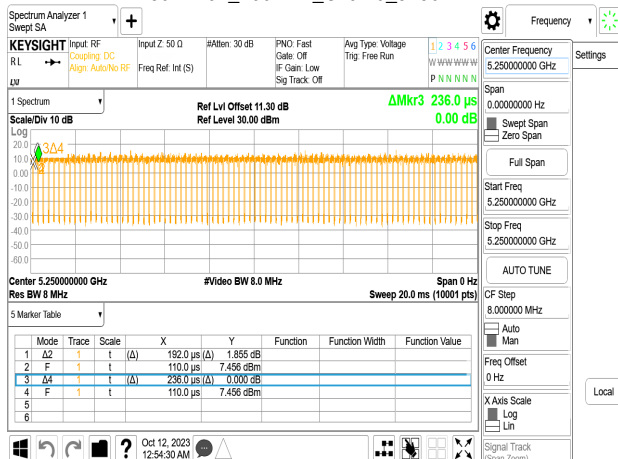 Spectrum Analyzer 1
Swept SA
Frequency
KEYSIGHT
RL
Input: RF
Coupling: DC
Align: Auto/No RF
Input Z: 50 Ω
Freq Ref: Int (S)
#Atten: 30 dB
PNO: Fast
Gate: Off
IF Gain: Low
Sig Track: Off
Avg Type: Voltage
Trig: Free Run
1 2 3 4 5 6
W W W W W W
P N N N N N
Center Frequency
5.250000000 GHz
Settings
1 Spectrum
Scale/Div 10 dB
Ref Lvl Offset 11.30 dB
Ref Level 30.00 dBm
ΔMkr3 236.0 µs
0.00 dB
Span
0.00000000 Hz
Swept Span
Zero Span
Full Span
Start Freq
5.250000000 GHz
Stop Freq
5.250000000 GHz
AUTO TUNE
CF Step
8.000000 MHz
Auto
Man
Freq Offset
0 Hz
X Axis Scale
Log
Lin
Signal Track
(Span Zoom)
Local
Log
20.0
10.0
0.00
-10.0
-20.0
-30.0
-40.0
-50.0
-60.0
3Δ4
Center 5.250000000 GHz
Res BW 8 MHz
#Video BW 8.0 MHz
Span 0 Hz
Sweep 20.0 ms (10001 pts)
5 Marker Table
Mode Trace Scale X Y Function Function Width Function Value
1 Δ2 1 t (Δ) 192.0 µs (Δ) 1.855 dB
2 F 1 t 110.0 µs 7.456 dBm
3 Δ4 1 t (Δ) 236.0 µs (Δ) 0.000 dB
4 F 1 t 110.0 µs 7.456 dBm
5
6
?
Oct 12, 2023
12:54:30 AM